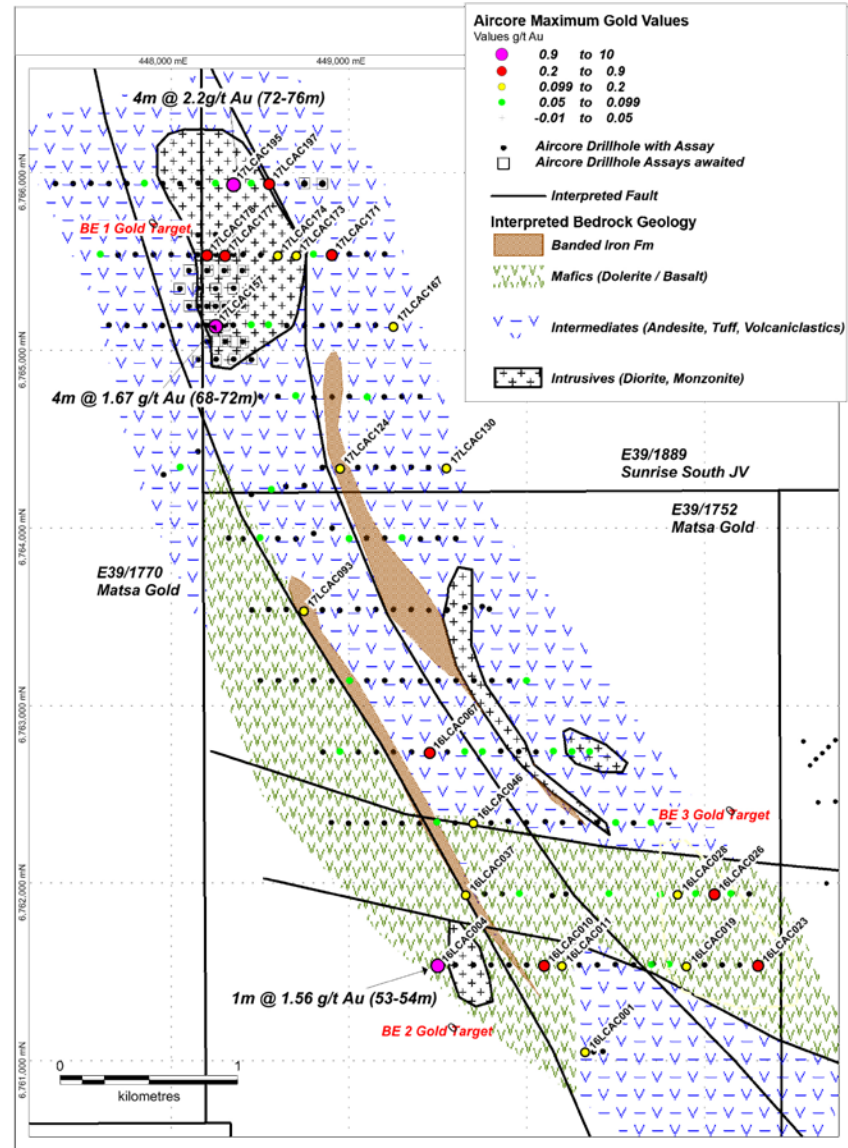 Aircore Maximum Gold Values
Values g/t Au
0.9 to 10
0.2 to 0.9
0.099 to 0.2
0.05 to 0.099
-0.01 to 0.05
Aircore Drillhole with Assay
Aircore Drillhole Assays awaited
Interpreted Fault
Interpreted Bedrock Geology
Banded Iron Fm
Mafics (Dolerite / Basalt)
Intermediates (Andesite, Tuff, Volcaniclastics)
Intrusives (Diorite, Monzonite)
448,000 mE
449,000 mE
4m @ 2.2g/t Au (72-76m)
17LCAC195
17LCAC197
6,766,000 mN
BE 1 Gold Target
17LCAC178
17LCAC177
17LCAC174
17LCAC173
17LCAC171
17LCAC157
17LCAC167
6,765,000 mN
4m @ 1.67 g/t Au (68-72m)
17LCAC124
17LCAC130
E39/1889
Sunrise South JV
E39/1752
Matsa Gold
6,764,000 mN
E39/1770
Matsa Gold
17LCAC093
6,763,000 mN
16LCAC067
16LCAC046
BE 3 Gold Target
16LCAC037
16LCAC028
16LCAC026
6,762,000 mN
16LCAC004
16LCAC010
16LCAC011
16LCAC019
16LCAC023
1m @ 1.56 g/t Au (53-54m)
BE 2 Gold Target
16LCAC001
6,761,000 mN
0
1
kilometres